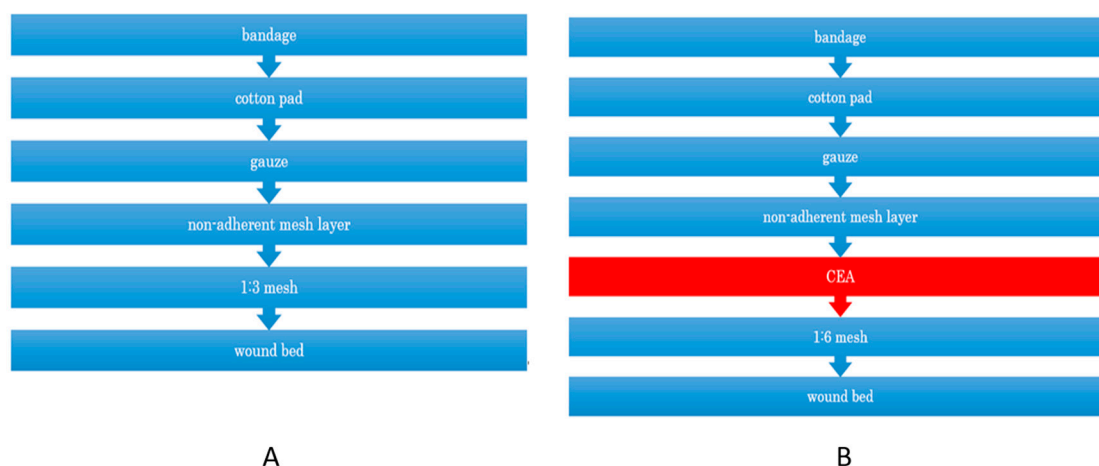 bandage
cotton pad
gauze
non-adherent mesh layer
1:3 mesh
wound bed
A
bandage
cotton pad
gauze
non-adherent mesh layer
CEA
1:6 mesh
wound bed
B